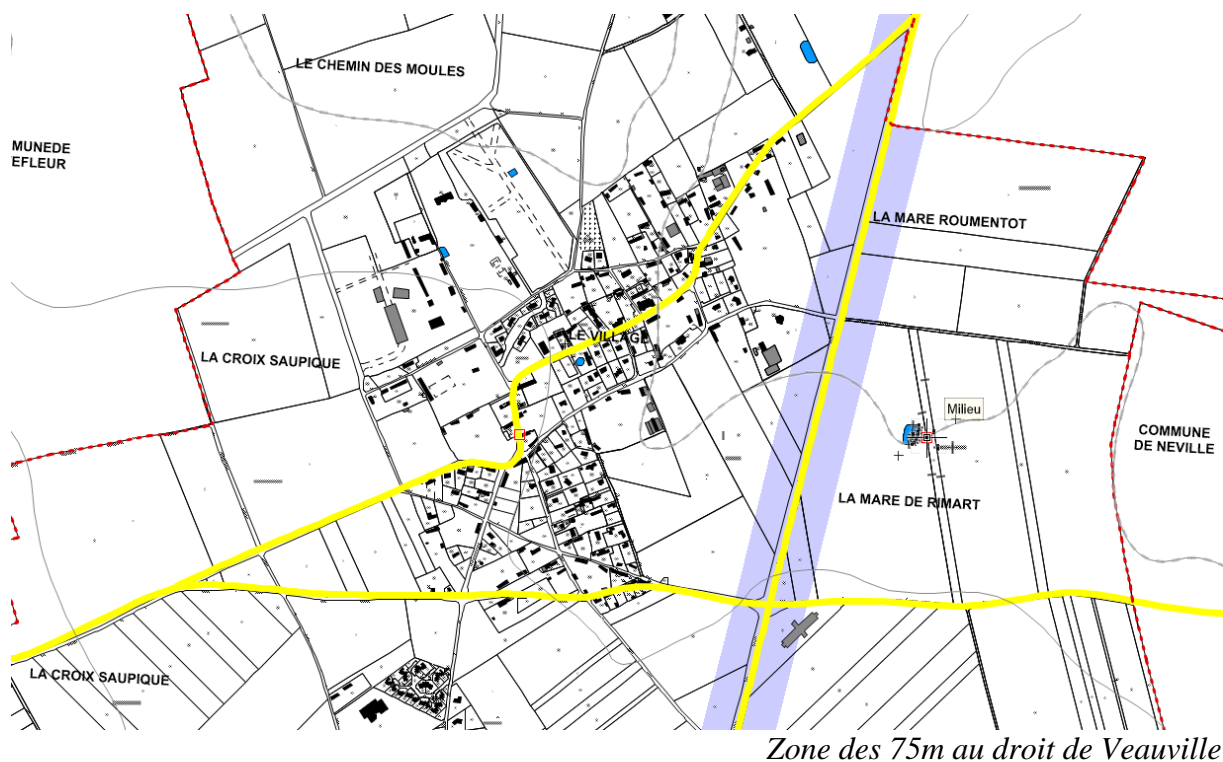 LE CHEMIN DES MOULES
MUNEDE
EFLEUR
LA MARE ROUMENTOT
LE VILLAGE
LA CROIX SAUPIQUE
Milieu
COMMUNE
DE NEVILLE
LA MARE DE RIMART
LA CROIX SAUPIQUE
Zone des 75m au droit de Veauville